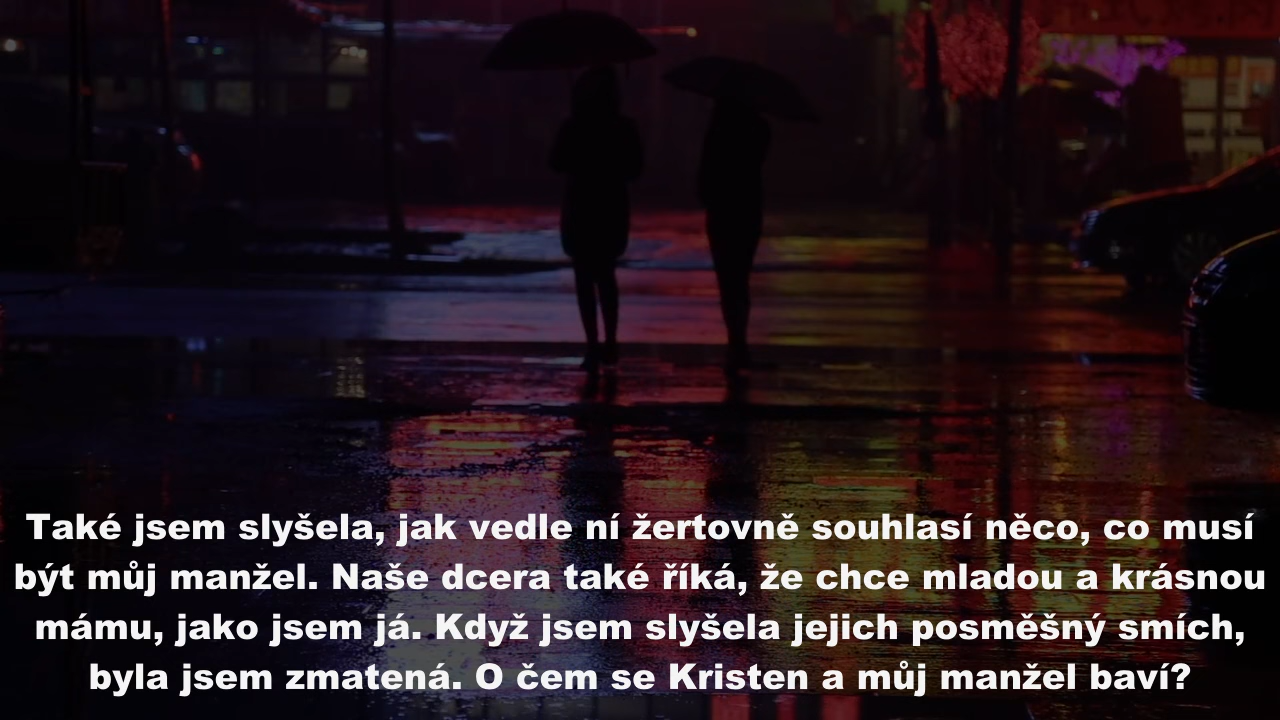 Také jsem slyšela, jak vedle ní žertovně souhlasí něco, co musí
být můj manžel. Naše dcera také říká, že chce mladou a krásnou
mámu, jako jsem já. Když jsem slyšela jejich posměšný smích,
byla jsem zmatená. O čem se Kristen a můj manžel baví?